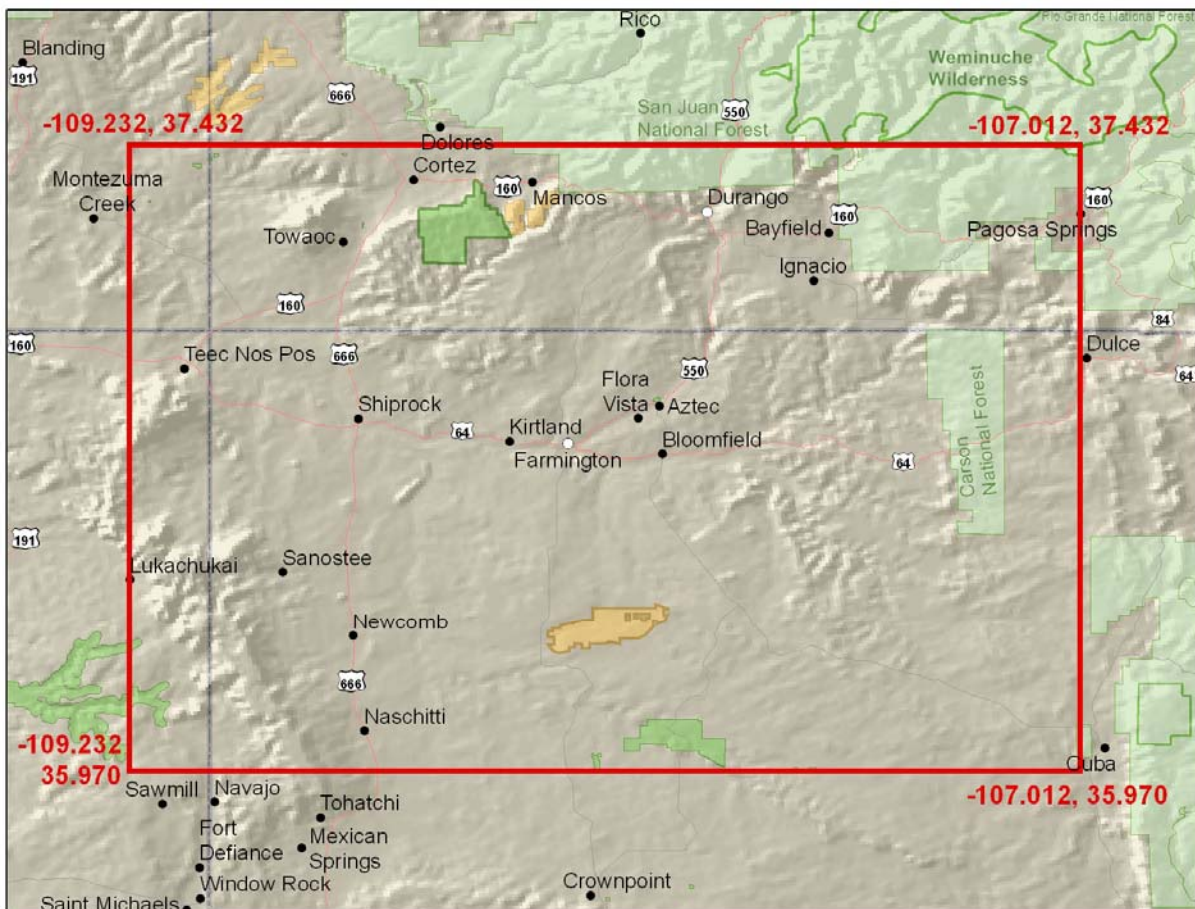 Rico
Rio Grande National Forest
Blanding
191
Weminuche
Wilderness
666
550
San Juan
National Forest
-109.232, 37.432
-107.012, 37.432
Dolores
Cortez
160
Mancos
Montezuma
Creek
Durango
160
Bayfield
160
Pagosa Springs
Towaoc
Ignacio
160
84
160
Teec Nos Pos
666
550
Dulce
64
Flora
Vista
Aztec
Shiprock
Kirtland
64
Farmington
Bloomfield
64
Carson
National Forest
191
Lukachukai
Sanostee
Newcomb
666
Naschitti
-109.232
35.970
Cuba
-107.012, 35.970
Sawmill
Navajo
Tohatchi
Fort
Defiance
Mexican
Springs
Window Rock
Crownpoint
Saint Michaels